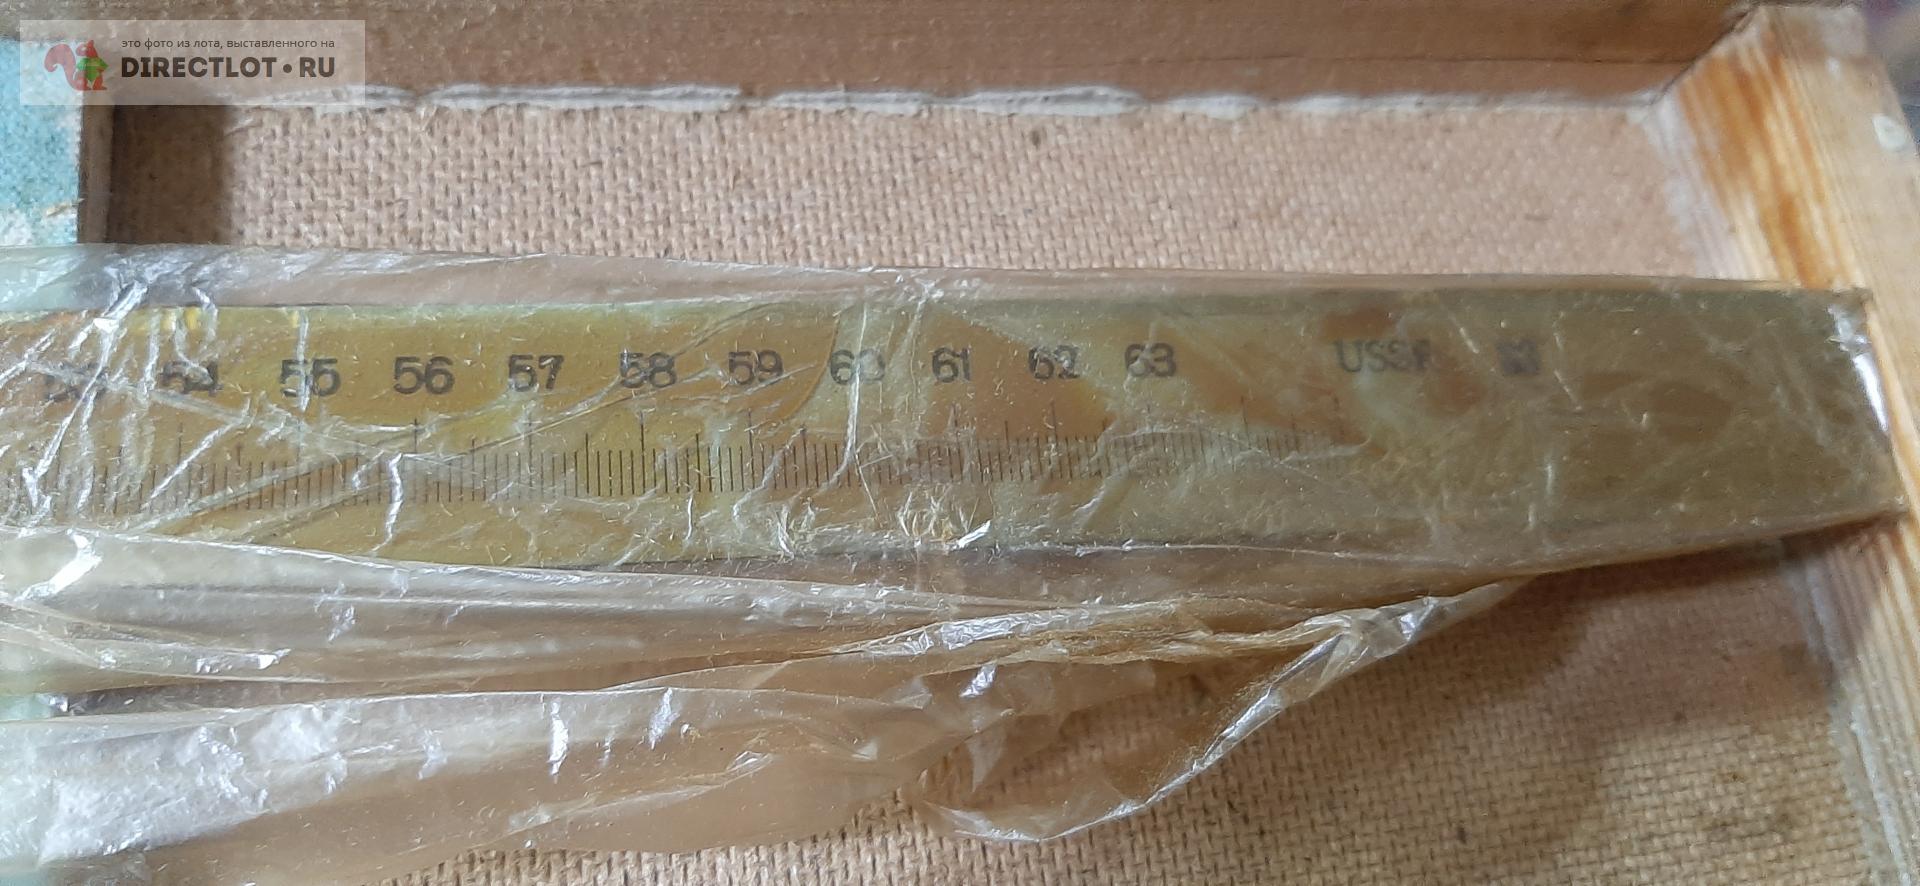 это фото из лота, выставленного на
DIRECTLOT•RU
53 54 55 56 57 58 59 60 61 62 63 USSR